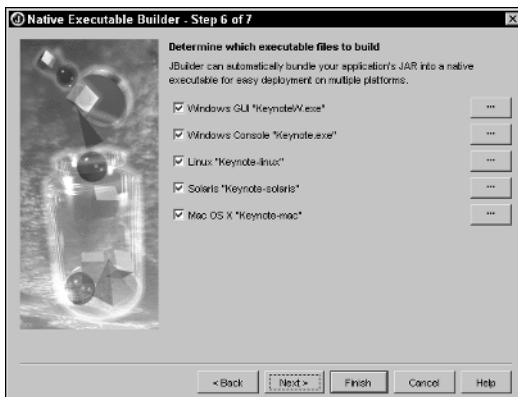 Native Executable Builder - Step 6 of 7
Determine which executable files to build
JBuilder can automatically bundle your application's JAR into a native
executable for easy deployment on multiple platforms.
Windows GUI "KeynoteW.exe"
...
Windows Console "Keynote.exe"
...
Linux "Keynote-linux"
...
Solaris "Keynote-solaris"
...
Mac OS X "Keynote-mac"
...
< Back Next > Finish Cancel Help